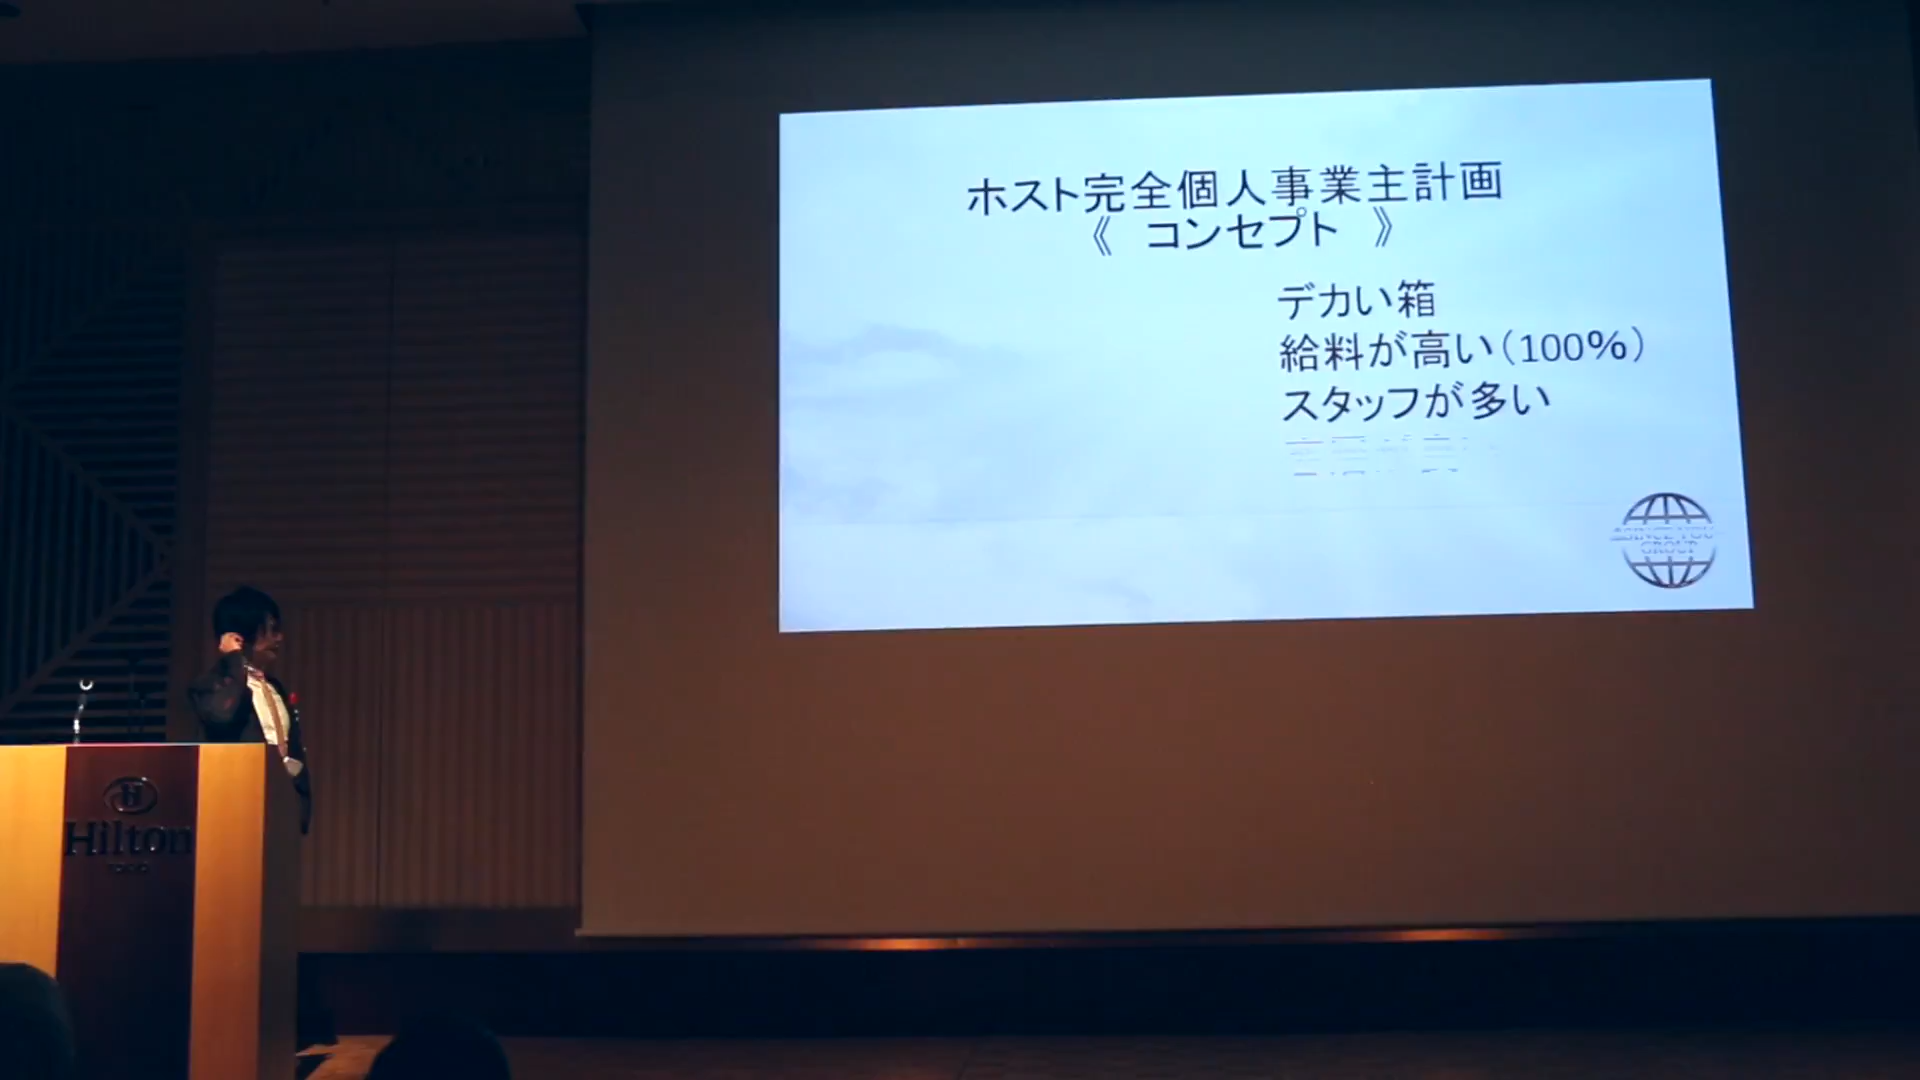 ホスト完全個人事業主計画
《 コンセプト 》
デカい箱
給料が高い(100%)
スタッフが多い
GROUP
Hilton